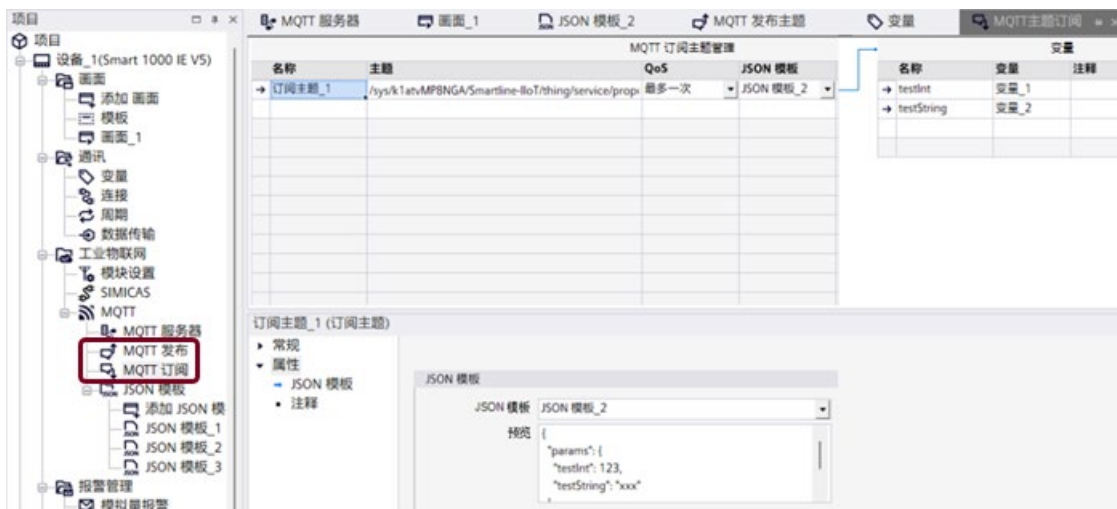 项目
项目
设备_1(Smart 1000 IE V5)
画面
添加 画面
模板
画面_1
通讯
变量
连接
周期
数据传输
工业物联网
模块设置
SIMICAS
MQTT
MQTT 服务器
MQTT 发布
MQTT 订阅
JSON 模板
添加 JSON 模
JSON 模板_1
JSON 模板_2
JSON 模板_3
报警管理
模拟量报警
MQTT 服务器 画面_1 JSON 模板_2 MQTT 发布主题 变量 MQTT主题订阅
MQTT 订阅主题管理
名称 主题 QoS JSON 模板
订阅主题_1 /sys/k1atvMP8NGA/Smartline-IIoT/thing/service/prop 最多一次 JSON 模板_2
变量
名称 变量 注释
testInt 变量_1
testString 变量_2
订阅主题_1 (订阅主题)
常规
属性
JSON 模板
注释
JSON 模板
JSON 模板 JSON 模板_2
预览 {
"params": {
"testInt": 123,
"testString": "xxx"